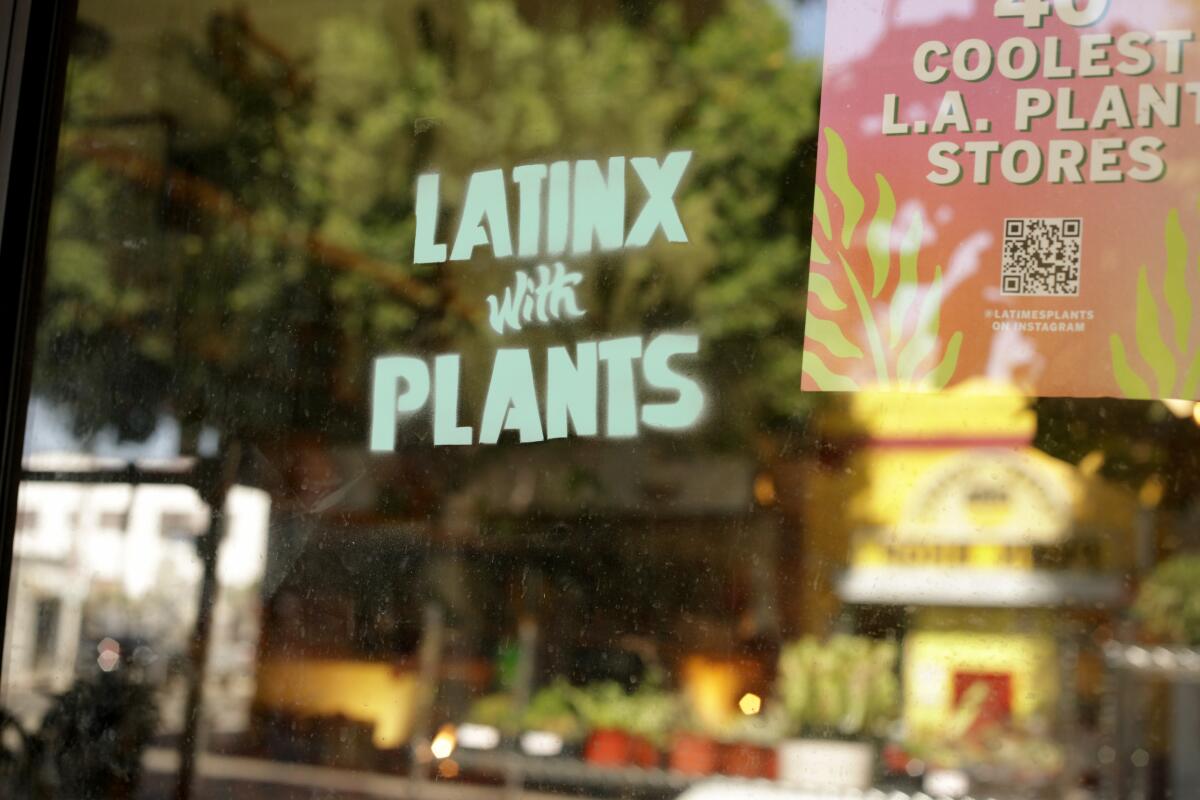 LATINX
with
PLANTS
40
COOLEST
L.A. PLANT
STORES
@LATIMESPLANTS
ON INSTAGRAM